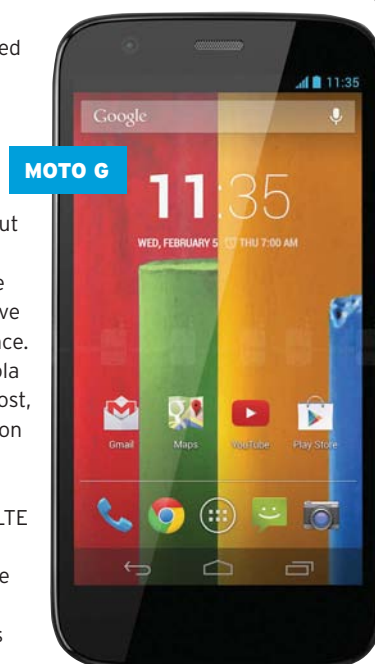 ed
11:35
Google
MOTO G
11:35
ut
WED, FEBRUARY 5 THU 7:00 AM
e
ve
ce.
ola
ost,
on
Gmail Maps YouTube Play Store
LTE
e
s